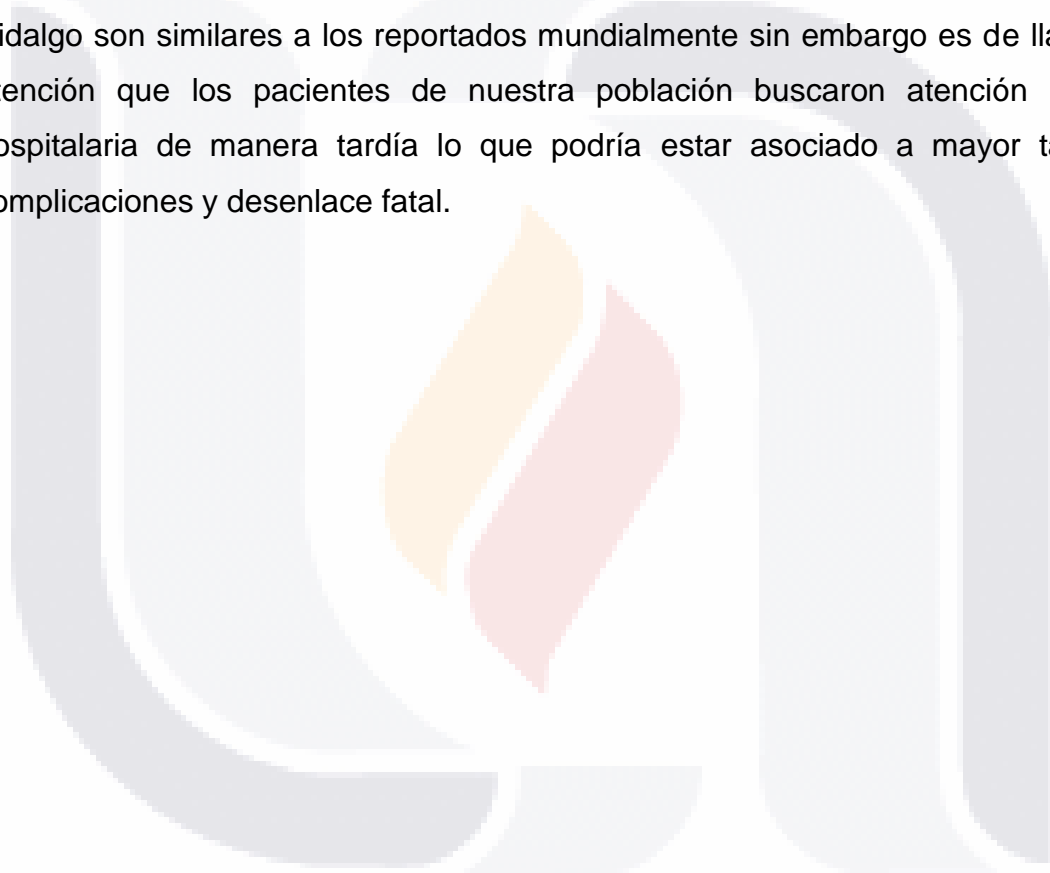 idalgo son similares a los reportados mundialmente sin embargo es de lla
tención que los pacientes de nuestra población buscaron atención
ospitalaria de manera tardía lo que podría estar asociado a mayor ta
omplicaciones y desenlace fatal.